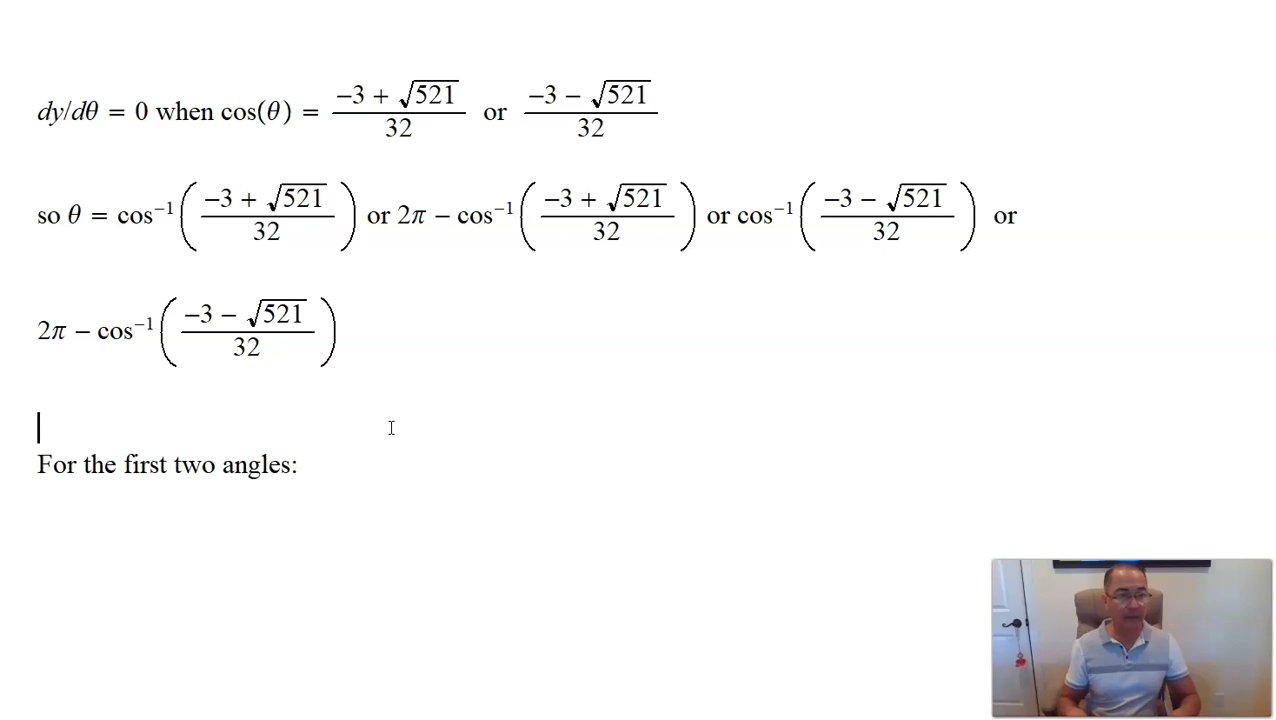 dy/dθ = 0 when cos(θ) = (−3 + √521)/32 or (−3 − √521)/32
so θ = cos⁻¹((−3 + √521)/32) or 2π − cos⁻¹((−3 + √521)/32) or cos⁻¹((−3 − √521)/32) or
2π − cos⁻¹((−3 − √521)/32)
For the first two angles: